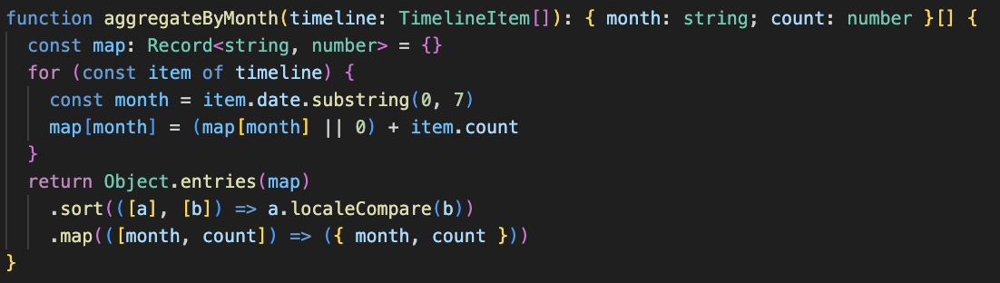 function aggregateByMonth(timeline: TimelineItem[]): { month: string; count: number }[] {
  const map: Record<string, number> = {}
  for (const item of timeline) {
    const month = item.date.substring(0, 7)
    map[month] = (map[month] || 0) + item.count
  }
  return Object.entries(map)
    .sort(([a], [b]) => a.localeCompare(b))
    .map(([month, count]) => ({ month, count }))
}